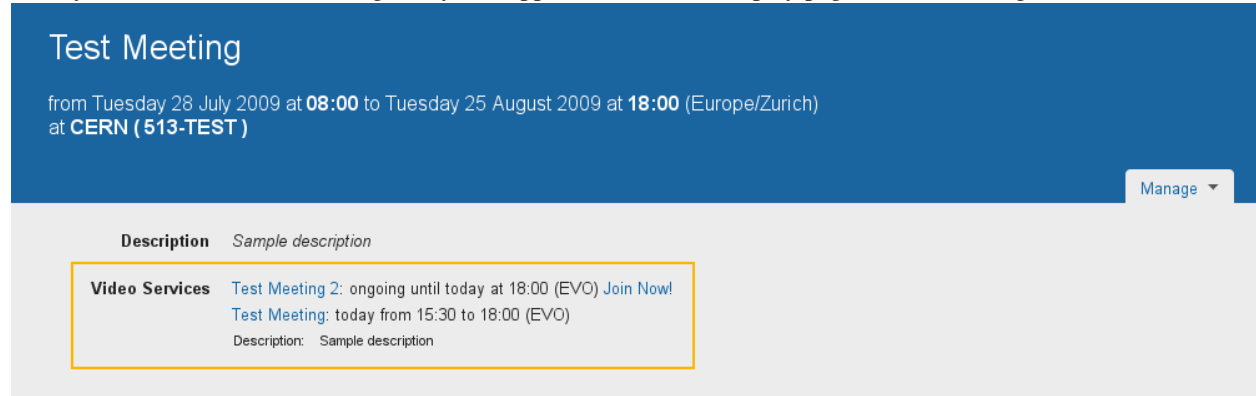 Test Meeting
from Tuesday 28 July 2009 at 08:00 to Tuesday 25 August 2009 at 18:00 (Europe/Zurich)
at CERN ( 513-TEST )
Manage
Description Sample description
Video Services Test Meeting 2: ongoing until today at 18:00 (EVO) Join Now!
Test Meeting: today from 15:30 to 18:00 (EVO)
Description: Sample description